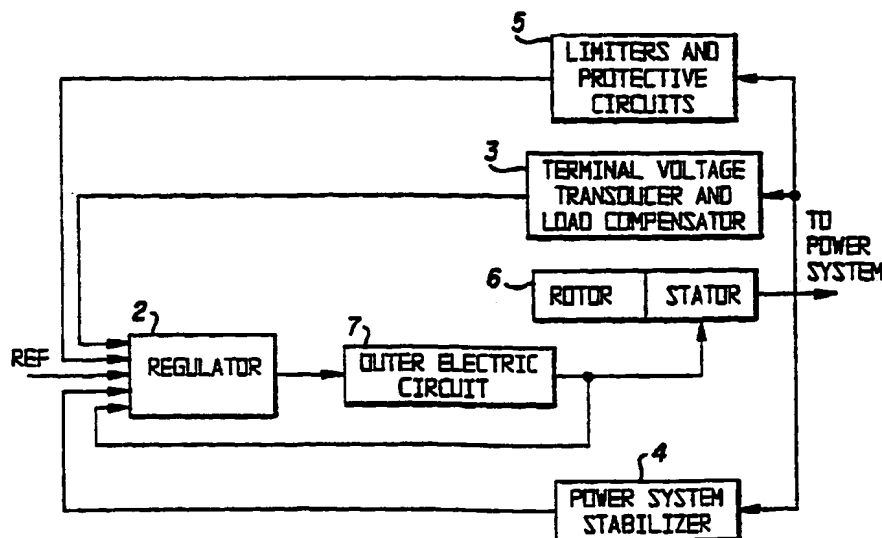 5
LIMITERS AND
PROTECTIVE
CIRCUITS
3
TERMINAL VOLTAGE
TRANSDUCER AND
LOAD COMPENSATOR
TO
POWER
SYSTEM
6
ROTOR
STATOR
2
REF
REGULATOR
7
OUTER ELECTRIC
CIRCUIT
4
POWER SYSTEM
STABILIZER